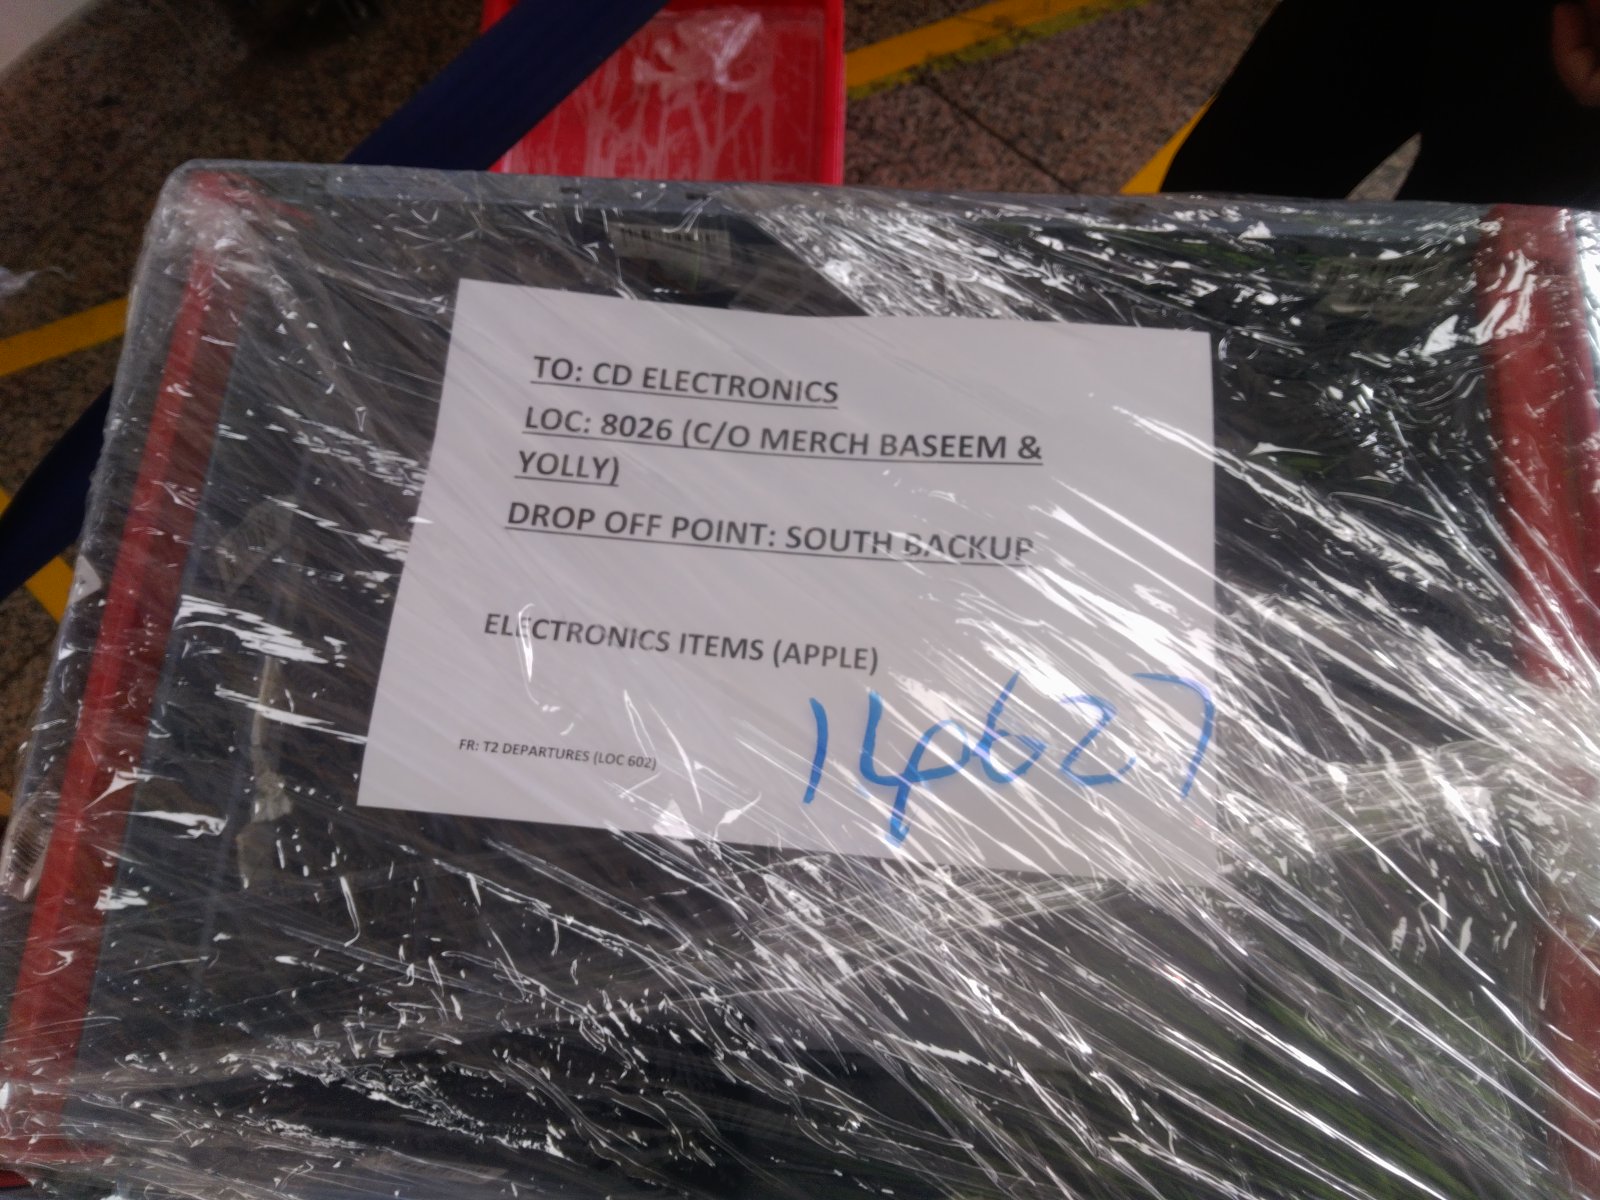 TO: CD ELECTRONICS
LOC: 8026 (C/O MERCH BASEEM &
YOLLY)
DROP OFF POINT: SOUTH BACKUP
ELECTRONICS ITEMS (APPLE)
140627
FR: T2 DEPARTURES (LOC 602)